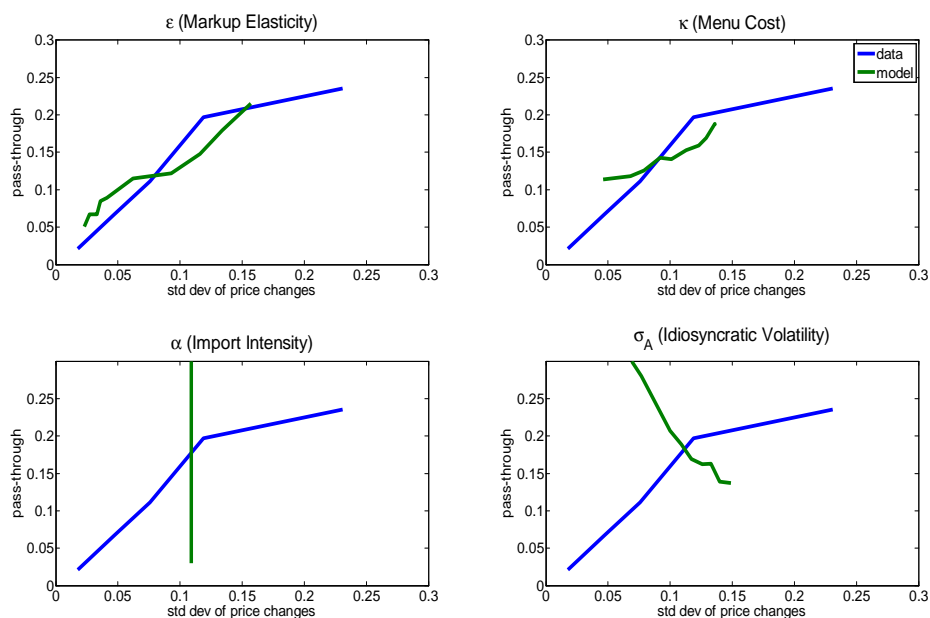 ε (Markup Elasticity)
0.3
0.25
0.2
0.15
0.1
0.05
0
pass-through
0 0.05 0.1 0.15 0.2 0.25 0.3
std dev of price changes
κ (Menu Cost)
data
model
0.3
0.25
0.2
0.15
0.1
0.05
0
pass-through
0 0.05 0.1 0.15 0.2 0.25 0.3
std dev of price changes
α (Import Intensity)
0.25
0.2
0.15
0.1
0.05
0
pass-through
0 0.05 0.1 0.15 0.2 0.25 0.3
std dev of price changes
σA (Idiosyncratic Volatility)
0.25
0.2
0.15
0.1
0.05
0
pass-through
0 0.05 0.1 0.15 0.2 0.25 0.3
std dev of price changes